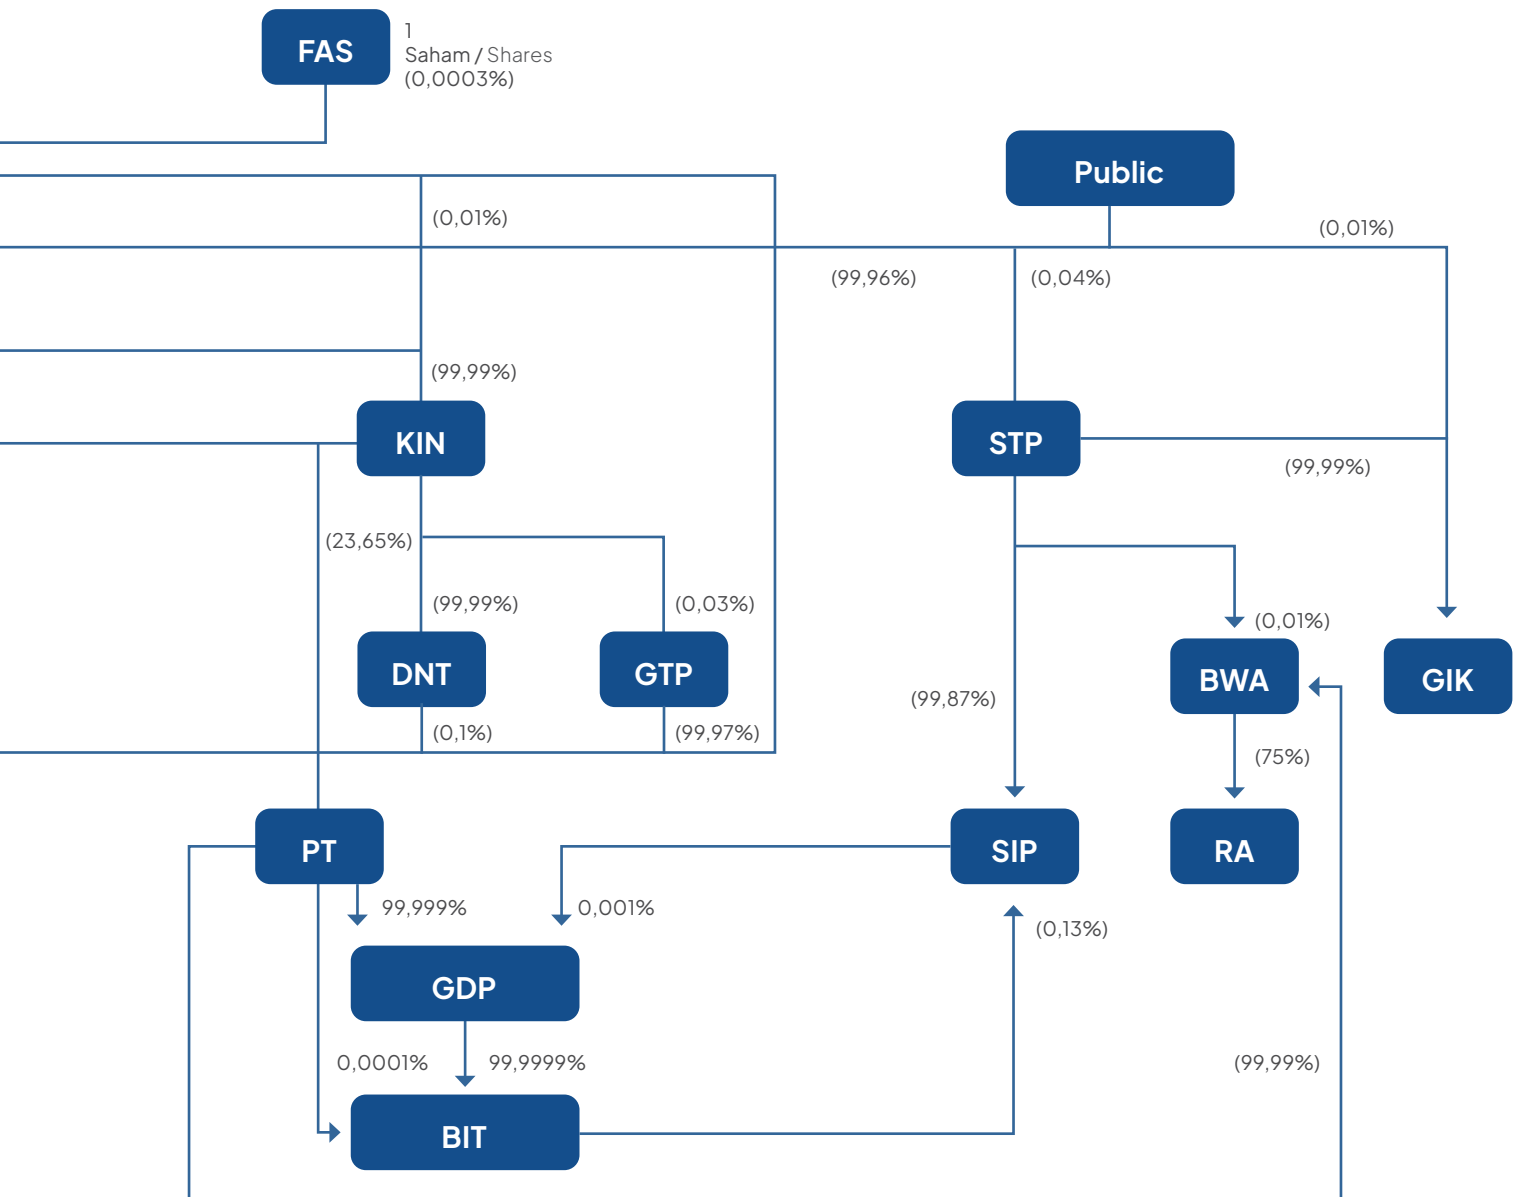 FAS
1
Saham / Shares
(0,0003%)
Public
(0,01%)
(0,01%)
(99,96%)
(0,04%)
(99,99%)
KIN
STP
(99,99%)
(23,65%)
(99,99%)
(0,03%)
(0,01%)
DNT
GTP
BWA
GIK
(99,87%)
(0,1%)
(99,97%)
(75%)
PT
SIP
RA
99,999%
0,001%
(0,13%)
GDP
0,0001%
99,9999%
(99,99%)
BIT